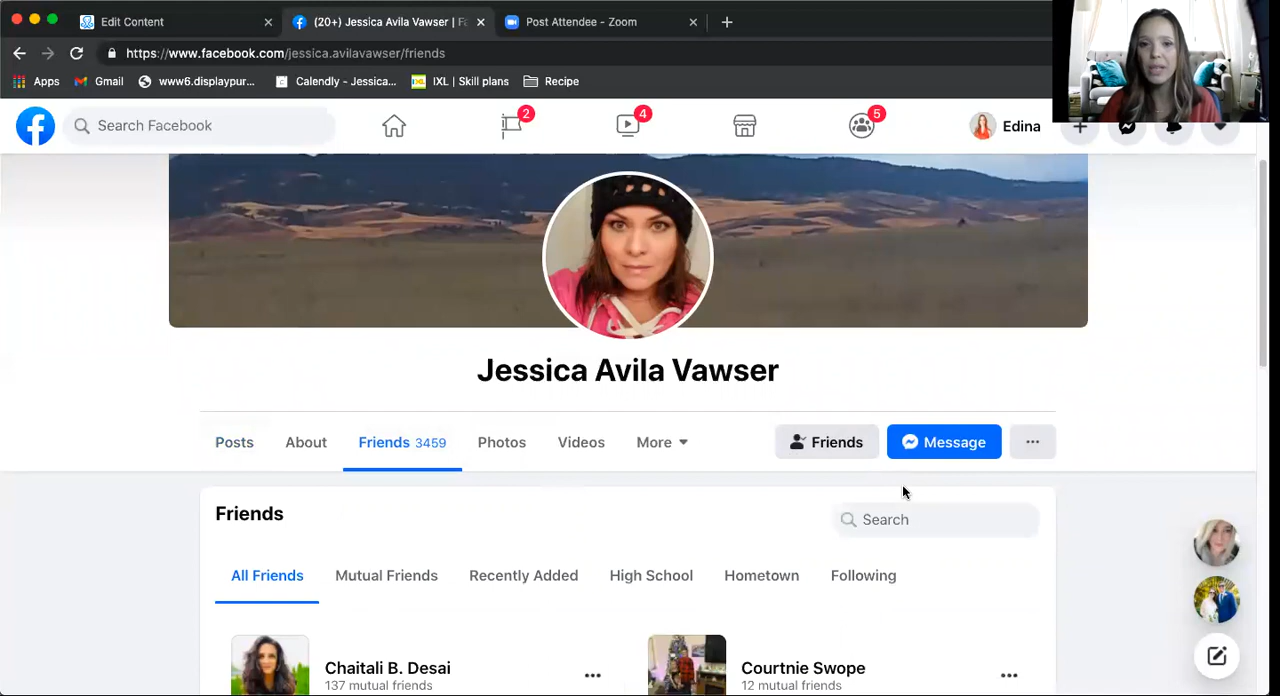 Edit Content
(20+) Jessica Avila Vawser | Fa
Post Attendee - Zoom
https://www.facebook.com/jessica.avilavawser/friends
Apps Gmail www6.displaypur... Calendly - Jessica... IXL | Skill plans Recipe
Search Facebook
2
4
5
Edina
Jessica Avila Vawser
Posts About Friends 3459 Photos Videos More
Friends Message
Friends
Search
All Friends Mutual Friends Recently Added High School Hometown Following
Chaitali B. Desai
137 mutual friends
Courtnie Swope
12 mutual friends